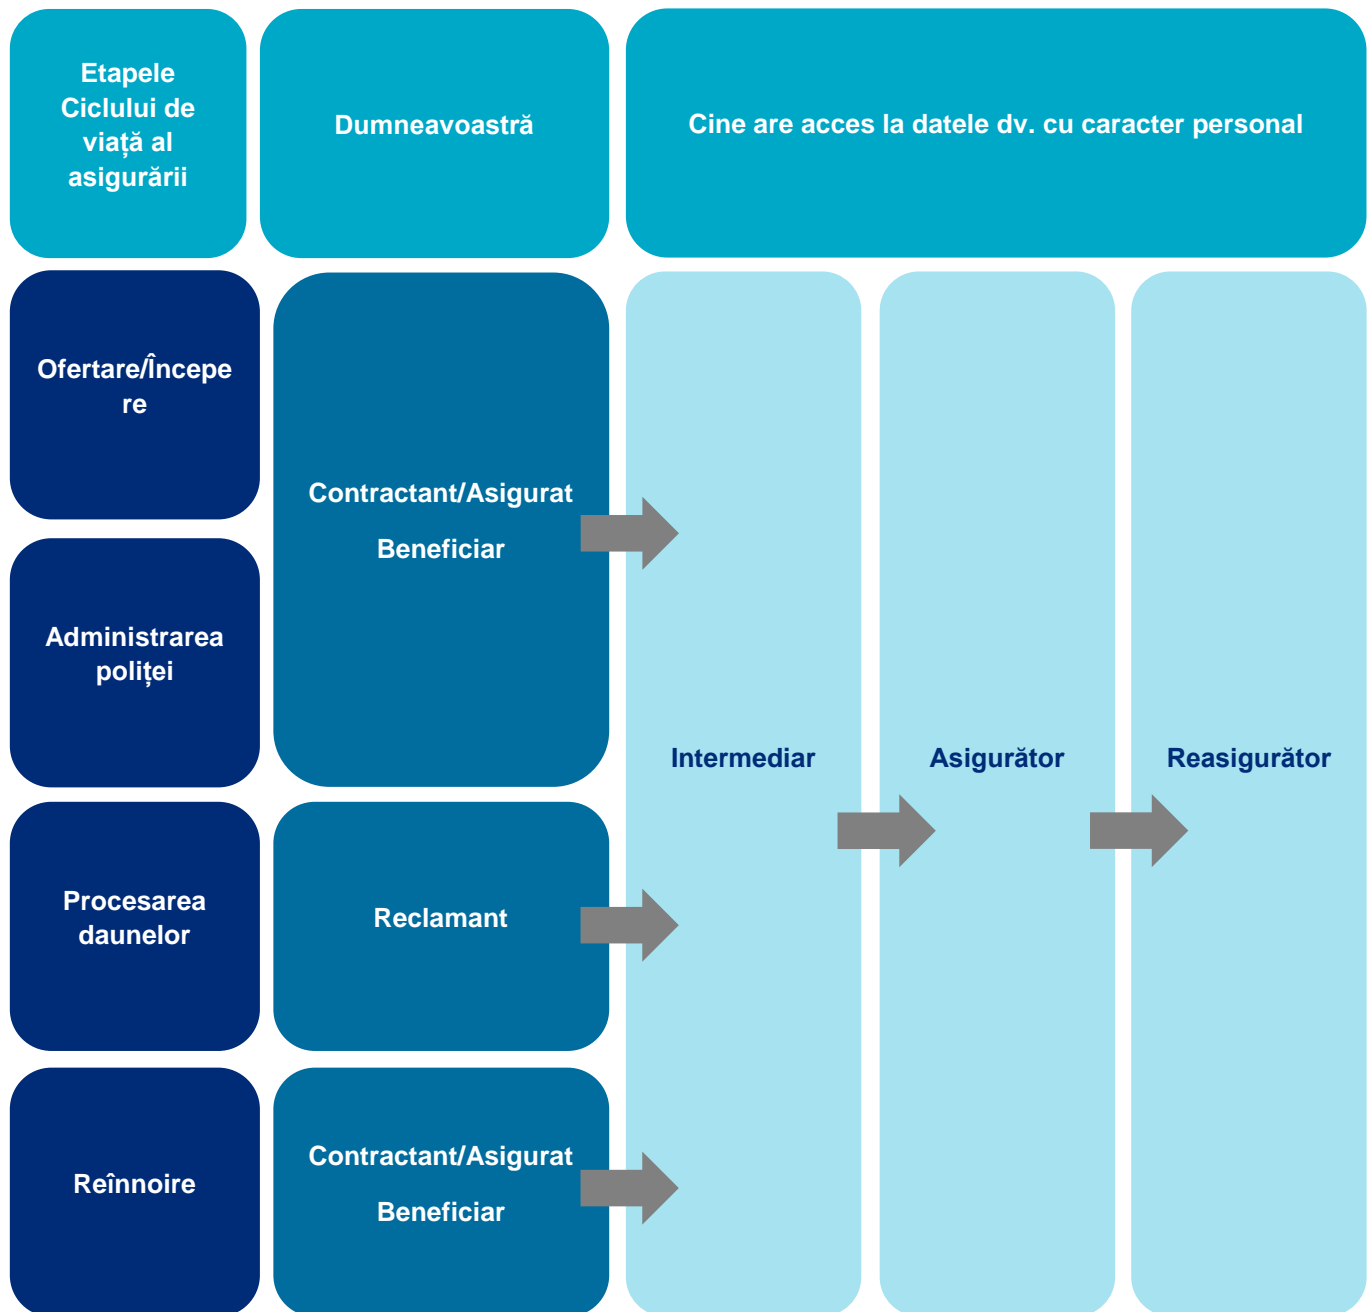 Etapele
Ciclului de
viață al
asigurării
Dumneavoastră
Cine are acces la datele dv. cu caracter personal
Ofertare/Începe
re
Contractant/Asigurat
Beneficiar
Administrarea
poliței
Intermediar
Asigurător
Reasigurător
Procesarea
daunelor
Reclamant
Reînnoire
Contractant/Asigurat
Beneficiar